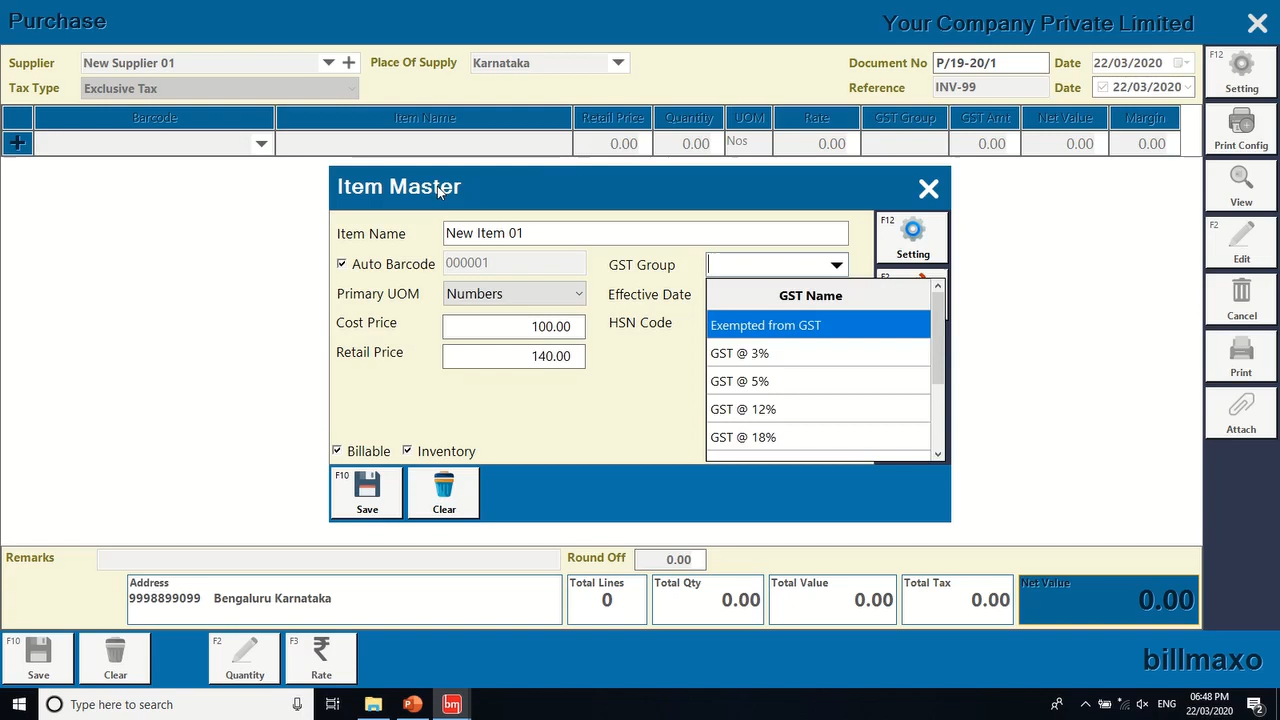 Purchase
Your Company Private Limited
Supplier New Supplier 01 Place Of Supply Karnataka Document No P/19-20/1 Date 22/03/2020
Tax Type Exclusive Tax Reference INV-99 Date 22/03/2020
Barcode Item Name Retail Price Quantity UOM Rate GST Group GST Amt Net Value Margin
0.00 0.00 Nos 0.00 0.00 0.00 0.00
F12 Setting
Print Config
View
F2 Edit
Cancel
Print
Attach
Item Master
Item Name New Item 01
Auto Barcode 000001 GST Group
Primary UOM Numbers Effective Date
Cost Price 100.00 HSN Code
Retail Price 140.00
F12 Setting
GST Name
Exempted from GST
GST @ 3%
GST @ 5%
GST @ 12%
GST @ 18%
Billable Inventory
F10 Save
Clear
Remarks Round Off 0.00
Address
9998899099 Bengaluru Karnataka
Total Lines 0
Total Qty 0.00
Total Value 0.00
Total Tax 0.00
Net Value 0.00
F10 Save
Clear
F2 Quantity
F3 Rate
billmaxo
Type here to search
bm
ENG
06:48 PM
22/03/2020
2